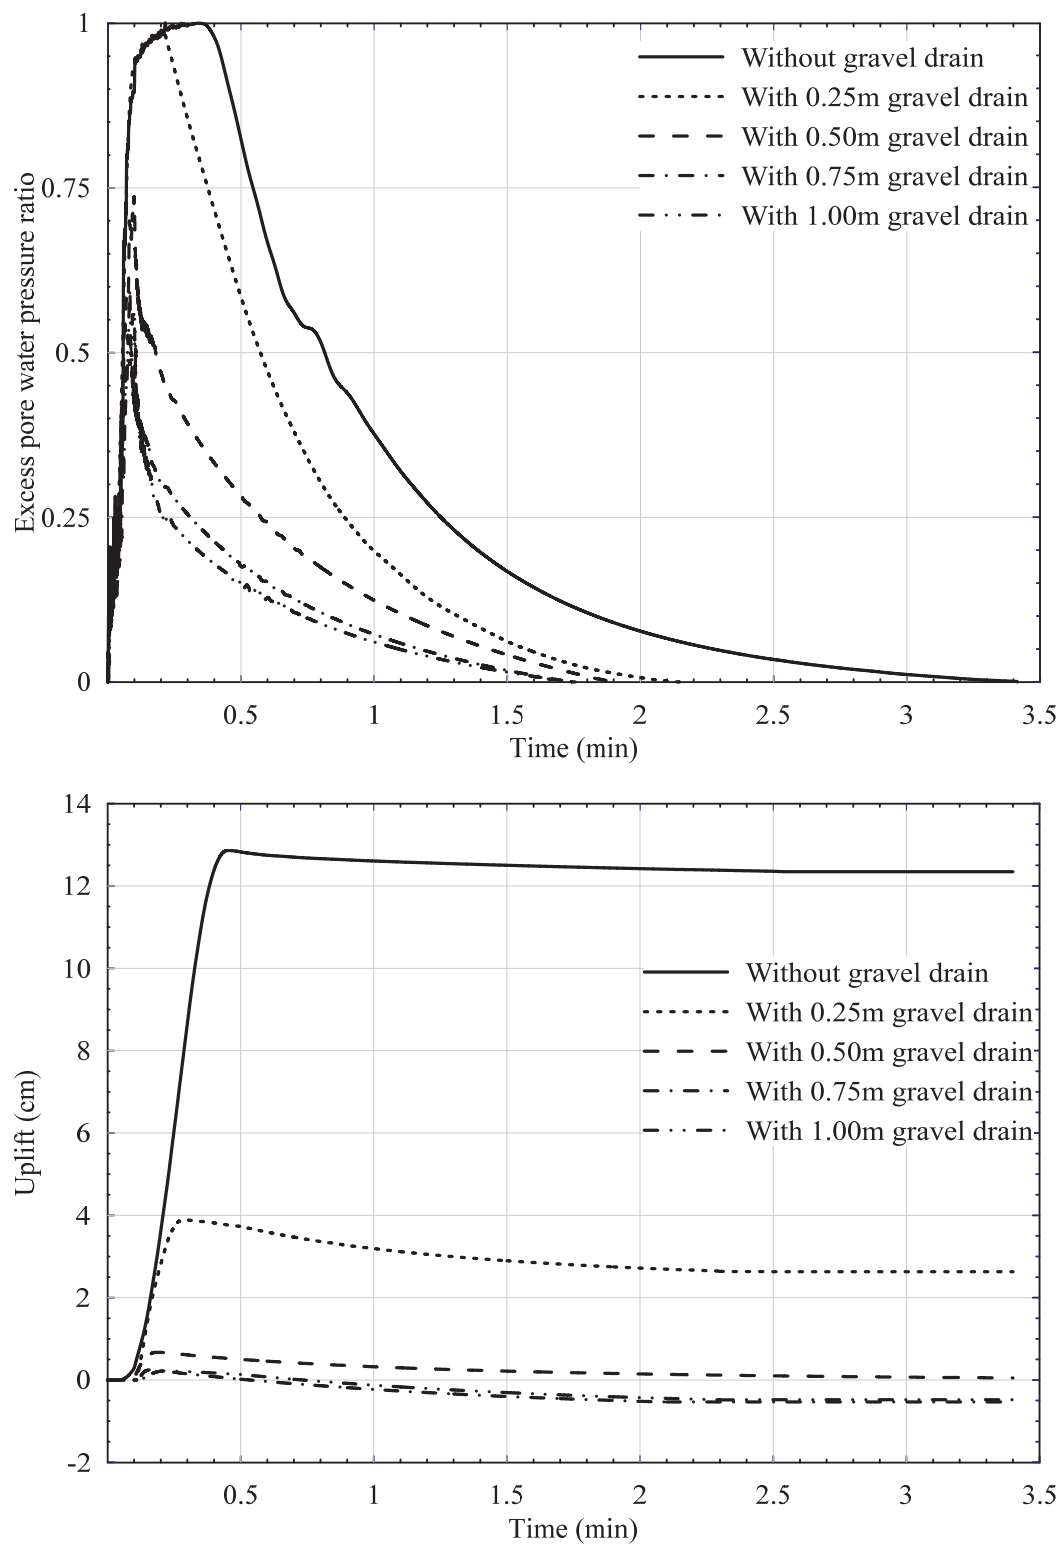 1
0.75
0.5
0.25
0
Excess pore water pressure ratio
Without gravel drain
With 0.25m gravel drain
With 0.50m gravel drain
With 0.75m gravel drain
With 1.00m gravel drain
0.5 1 1.5 2 2.5 3 3.5
Time (min)
14
12
10
8
6
4
2
0
-2
Uplift (cm)
Without gravel drain
With 0.25m gravel drain
With 0.50m gravel drain
With 0.75m gravel drain
With 1.00m gravel drain
0.5 1 1.5 2 2.5 3 3.5
Time (min)